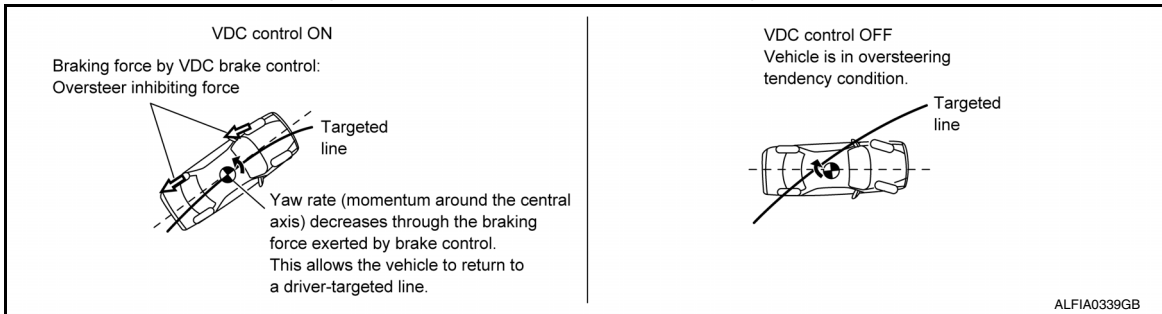 VDC control ON
Braking force by VDC brake control:
Oversteer inhibiting force
Targeted
line
Yaw rate (momentum around the central
axis) decreases through the braking
force exerted by brake control.
This allows the vehicle to return to
a driver-targeted line.
VDC control OFF
Vehicle is in oversteering
tendency condition.
Targeted
line
ALFIA0339GB